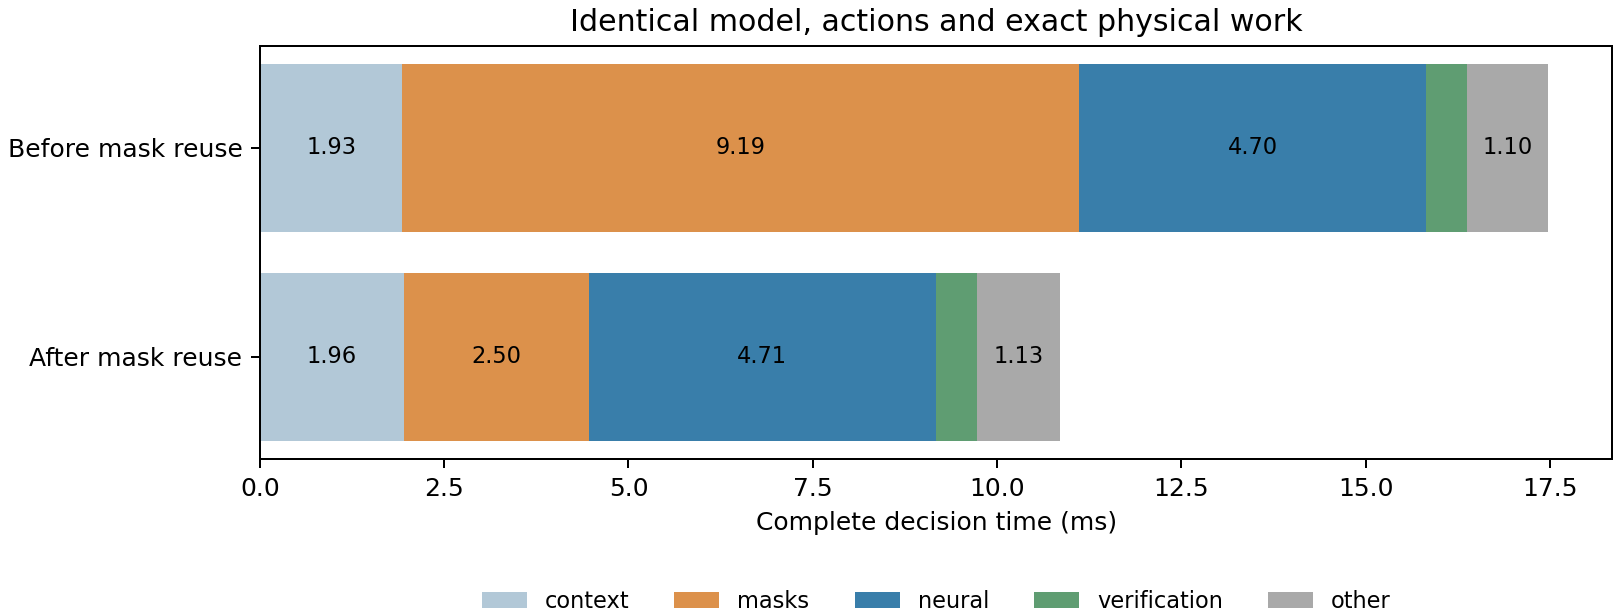 Identical model, actions and exact physical work
Before mask reuse
1.93
9.19
4.70
1.10
After mask reuse
1.96
2.50
4.71
1.13
0.0
2.5
5.0
7.5
10.0
12.5
15.0
17.5
Complete decision time (ms)
context
masks
neural
verification
other